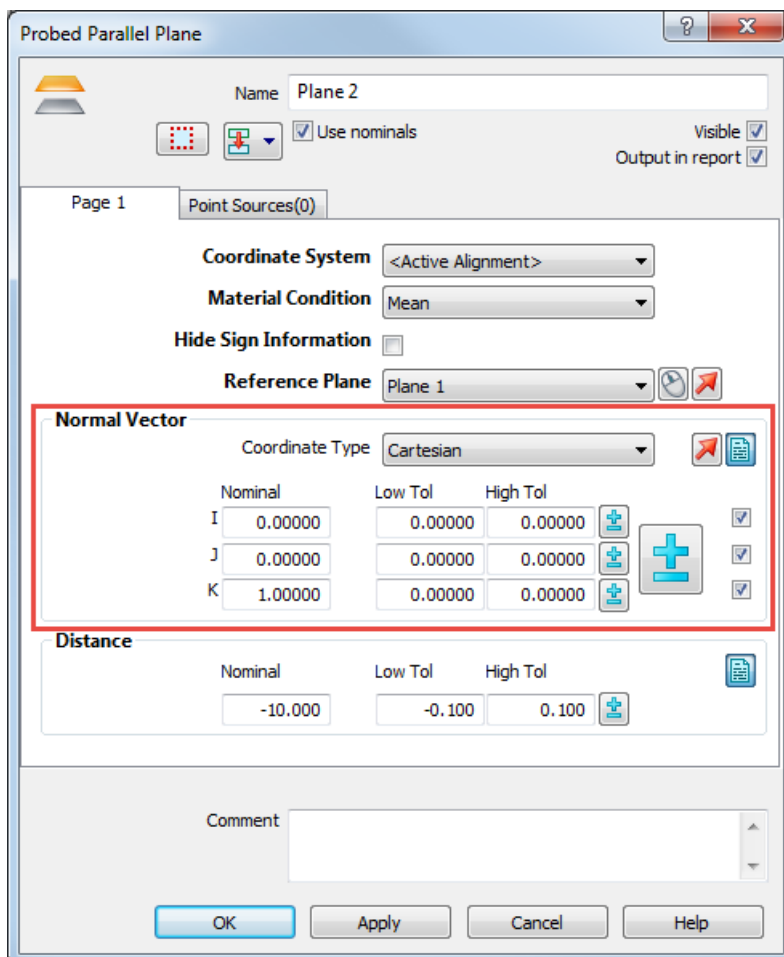 Probed Parallel Plane ? X
Name Plane 2
Use nominals Visible
Output in report
Page 1 Point Sources(0)
Coordinate System <Active Alignment>
Material Condition Mean
Hide Sign Information
Reference Plane Plane 1
Normal Vector
Coordinate Type Cartesian
Nominal Low Tol High Tol
I 0.00000 0.00000 0.00000
J 0.00000 0.00000 0.00000
K 1.00000 0.00000 0.00000
Distance
Nominal Low Tol High Tol
-10.000 -0.100 0.100
Comment
OK Apply Cancel Help